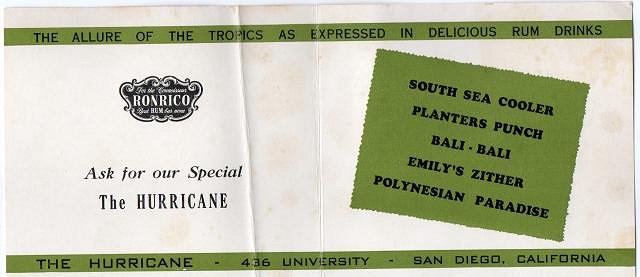 THE ALLURE OF THE TROPICS AS EXPRESSED IN DELICIOUS RUM DRINKS
For the Connoisseur
RONRICO
Best RUM bar none
Ask for our Special
The HURRICANE
SOUTH SEA COOLER
PLANTERS PUNCH
BALI - BALI
EMILY'S ZITHER
POLYNESIAN PARADISE
THE HURRICANE - 436 UNIVERSITY - SAN DIEGO, CALIFORNIA